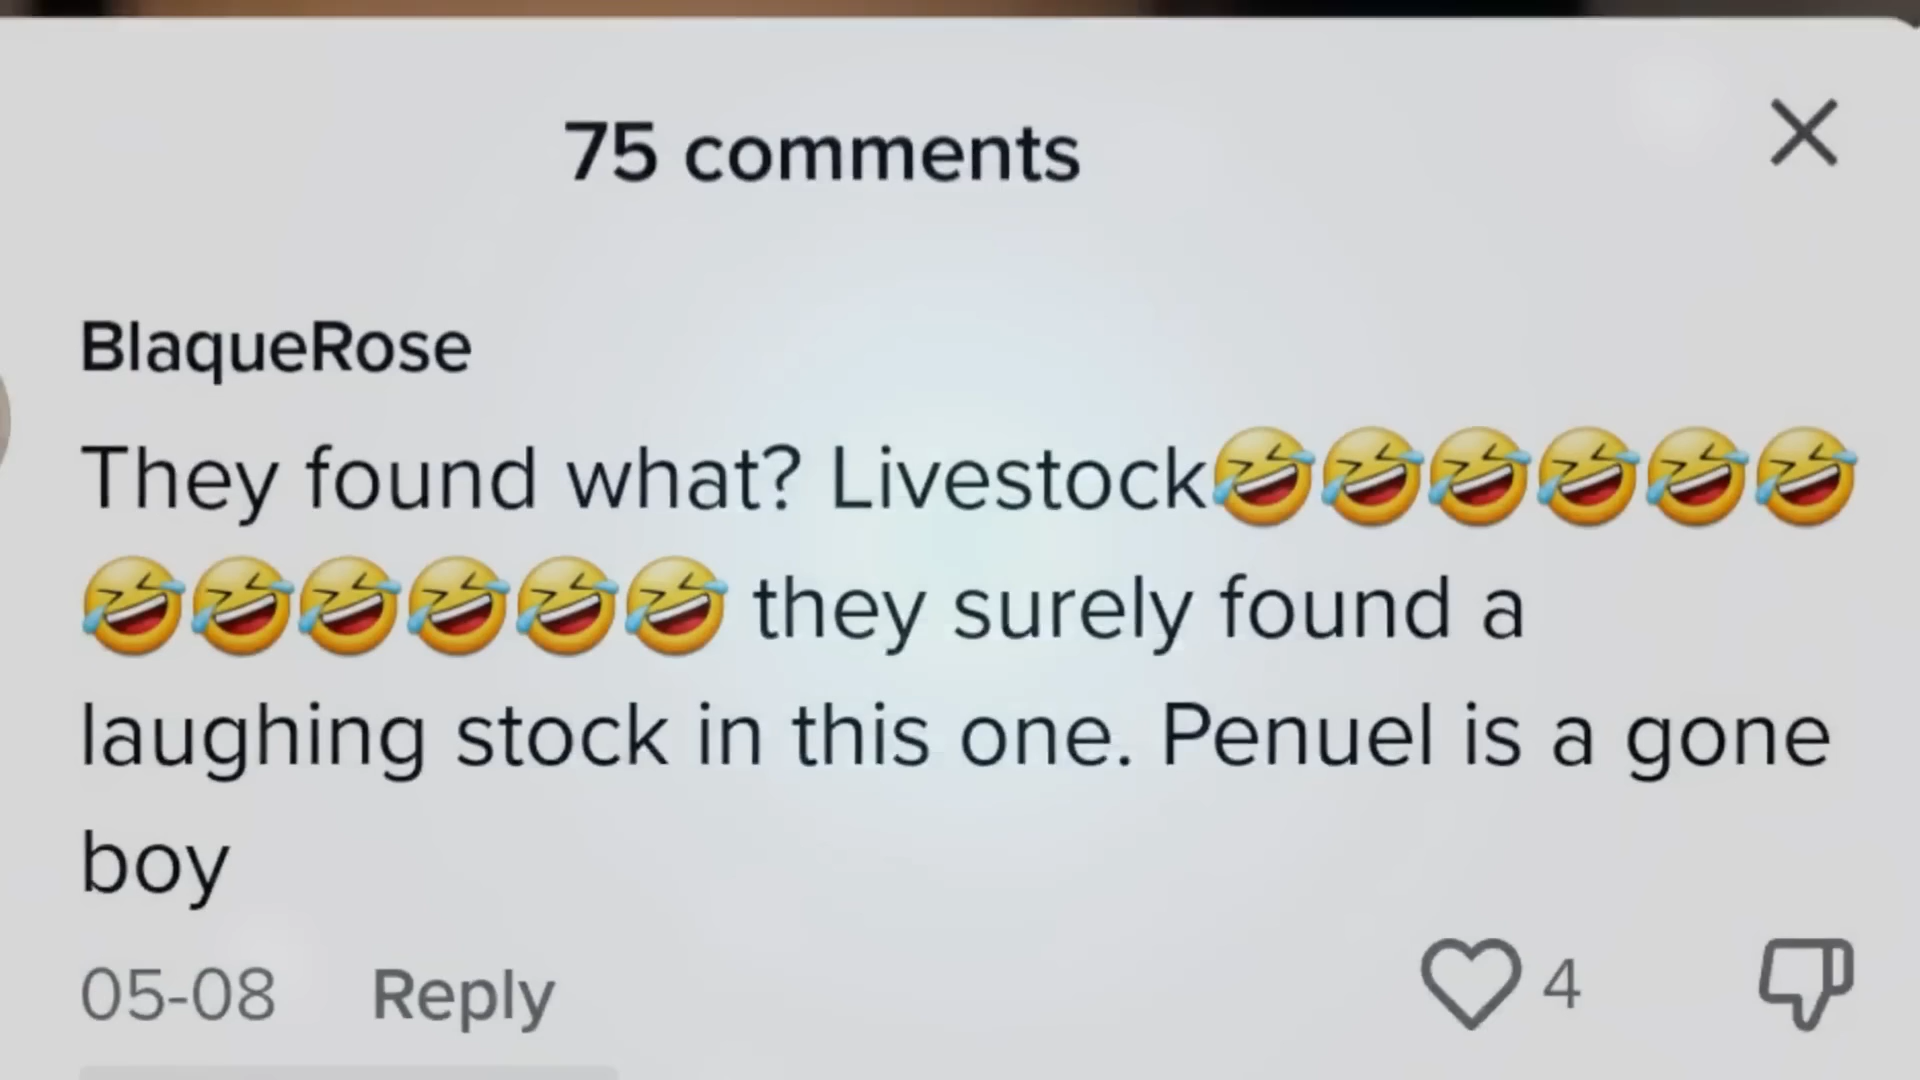 75 comments
BlaqueRose
They found what? Livestock🤣🤣🤣🤣🤣🤣
🤣🤣🤣🤣🤣🤣 they surely found a
laughing stock in this one. Penuel is a gone
boy
05-08 Reply
4